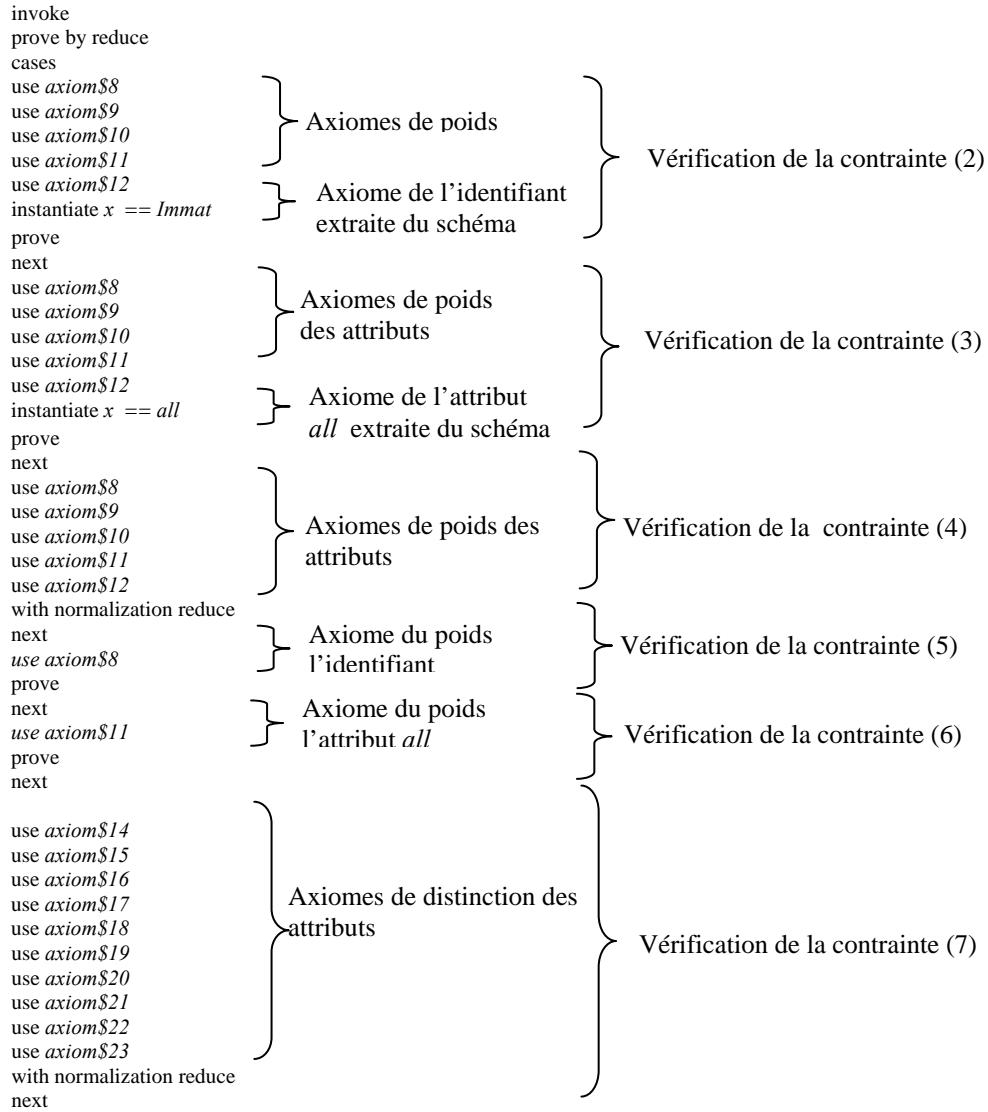 invoke
prove by reduce
cases
use axiom$8
use axiom$9
use axiom$10
use axiom$11
use axiom$12
instantiate x == Immat
prove
next
Axiomes de poids
Axiome de l'identifiant
extraite du schéma
Vérification de la contrainte (2)
use axiom$8
use axiom$9
use axiom$10
use axiom$11
use axiom$12
instantiate x == all
prove
next
Axiomes de poids
des attributs
Axiome de l'attribut
all extraite du schéma
Vérification de la contrainte (3)
use axiom$8
use axiom$9
use axiom$10
use axiom$11
use axiom$12
with normalization reduce
next
Axiomes de poids des
attributs
Vérification de la contrainte (4)
use axiom$8
prove
next
Axiome du poids
l'identifiant
Vérification de la contrainte (5)
use axiom$11
prove
next
Axiome du poids
l'attribut all
Vérification de la contrainte (6)
use axiom$14
use axiom$15
use axiom$16
use axiom$17
use axiom$18
use axiom$19
use axiom$20
use axiom$21
use axiom$22
use axiom$23
with normalization reduce
next
Axiomes de distinction des
attributs
Vérification de la contrainte (7)